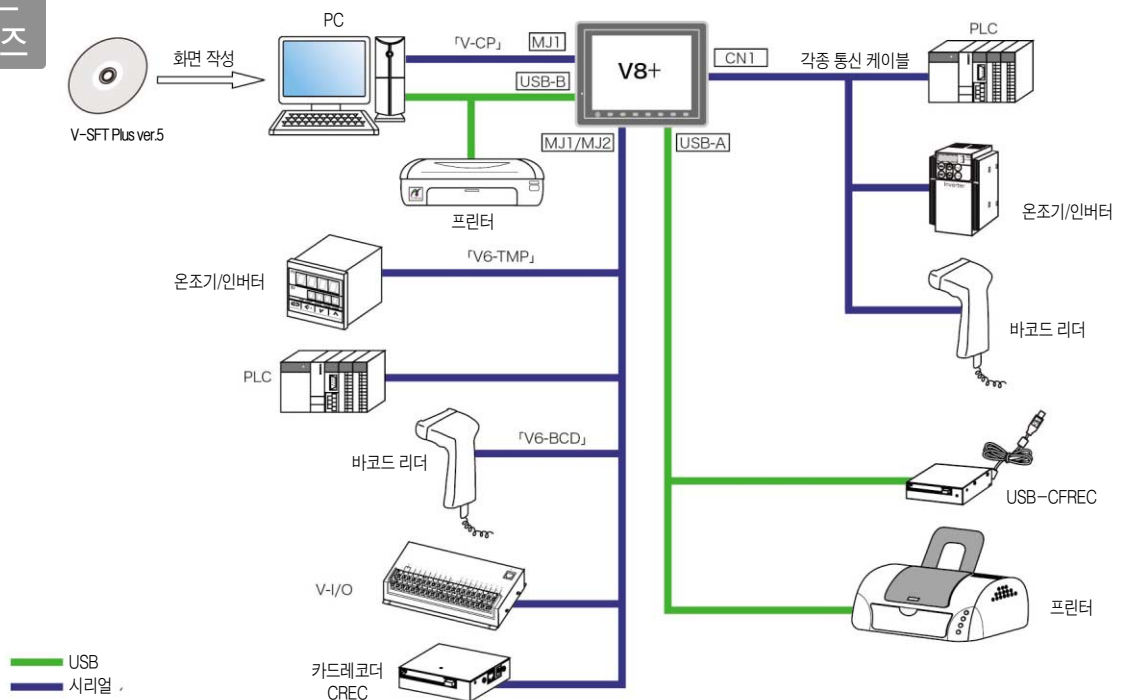 즈
PC
화면 작성
V-SFT Plus ver.5
「V-CP」
MJ1
USB-B
V8+
CN1
각종 통신 케이블
PLC
MJ1/MJ2
USB-A
프린터
Inverter
온조기/인버터
「V6-TMP」
온조기/인버터
바코드 리더
PLC
「V6-BCD」
바코드 리더
USB-CFREC
V-I/O
프린터
카드레코더
CREC
USB
시리얼